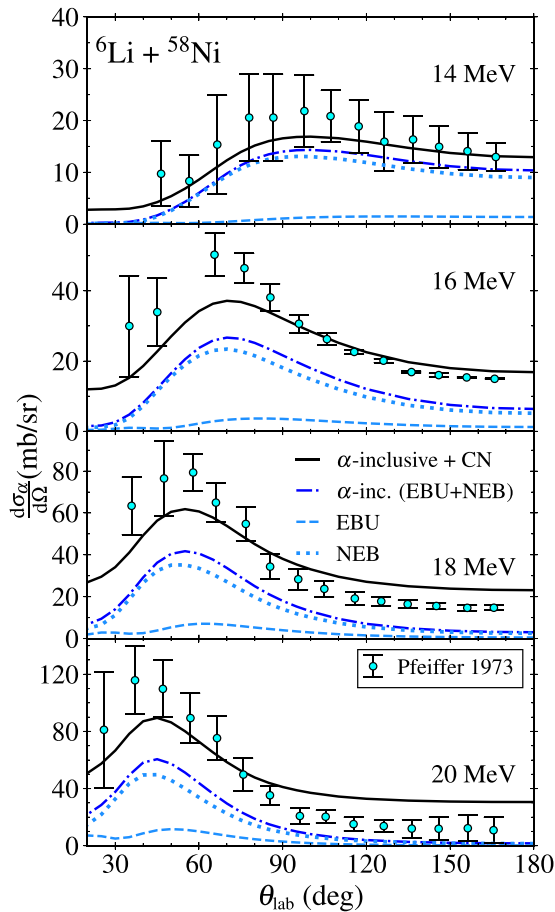 ⁶Li + ⁵⁸Ni
14 MeV
40
30
20
10
0
16 MeV
40
20
0
dσα/dΩ (mb/sr)
α-inclusive + CN
α-inc. (EBU+NEB)
EBU
NEB
18 MeV
80
60
40
20
0
Pfeiffer 1973
20 MeV
120
80
40
0
30 60 90 120 150 180
θlab (deg)